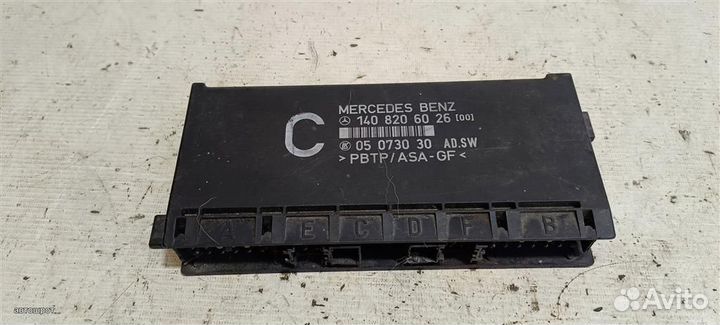 C
MERCEDES BENZ
140 820 60 26 [00]
05 0730 30 AD.SW
>PBTP/ASA-GF<
A E C D F B
Avito